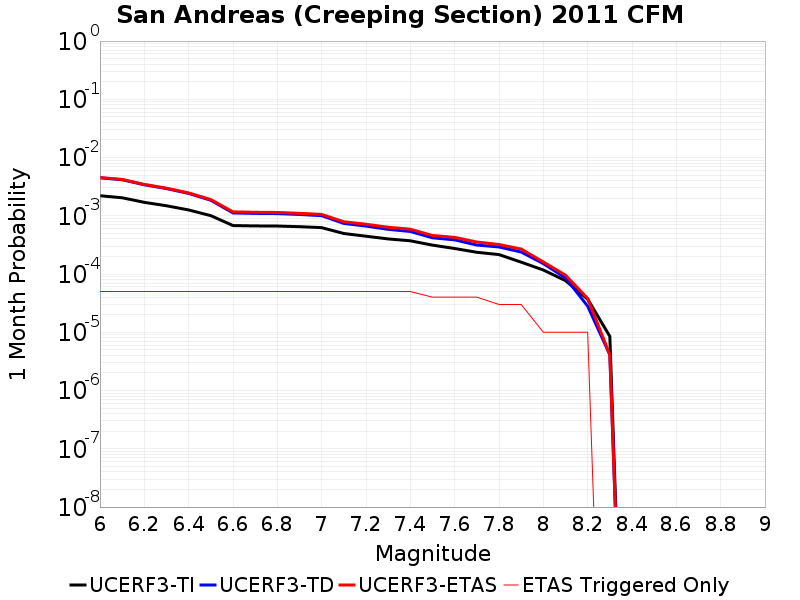 San Andreas (Creeping Section) 2011 CFM
10^0
10^-1
10^-2
10^-3
10^-4
10^-5
10^-6
10^-7
10^-8
1 Month Probability
6 6.2 6.4 6.6 6.8 7 7.2 7.4 7.6 7.8 8 8.2 8.4 8.6 8.8 9
Magnitude
UCERF3-TI UCERF3-TD UCERF3-ETAS ETAS Triggered Only